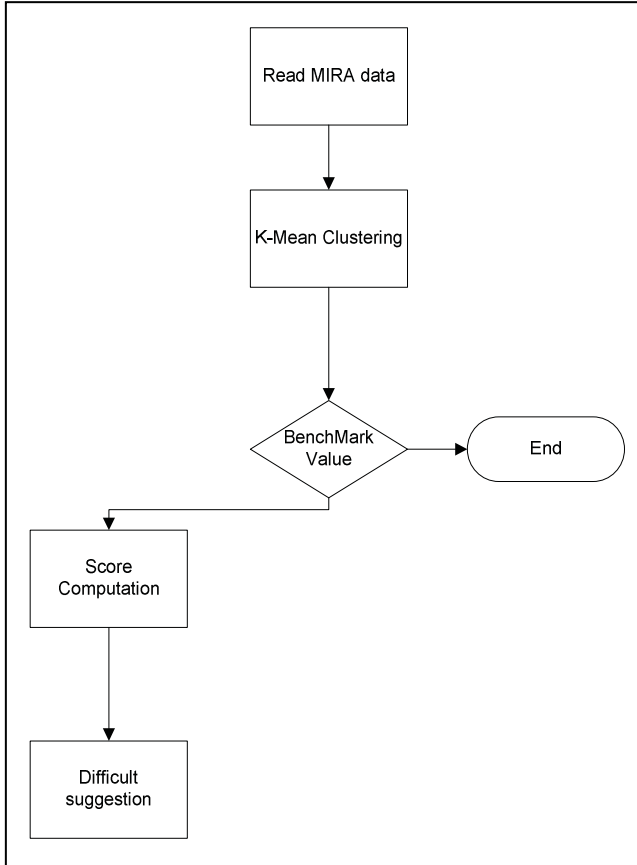 Read MIRA data
K-Mean Clustering
BenchMark
Value
End
Score
Computation
Difficult
suggestion